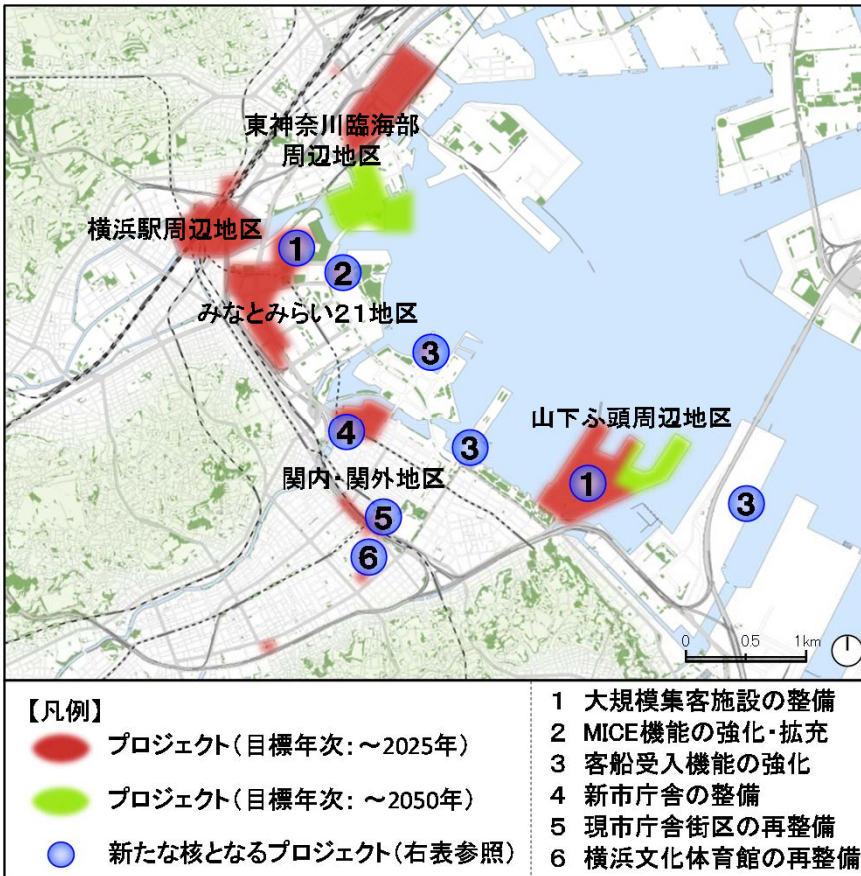 東神奈川臨海部
周辺地区
横浜駅周辺地区
1
2
みなとみらい21地区
3
山下ふ頭周辺地区
4
3
関内・関外地区
1
3
5
6
0 0.5 1km
【凡例】
プロジェクト(目標年次:～2025年)
プロジェクト(目標年次: ～2050年)
新たな核となるプロジェクト(右表参照)
1 大規模集客施設の整備
2 MICE機能の強化・拡充
3 客船受入機能の強化
4 新市庁舎の整備
5 現市庁舎街区の再整備
6 横浜文化体育館の再整備